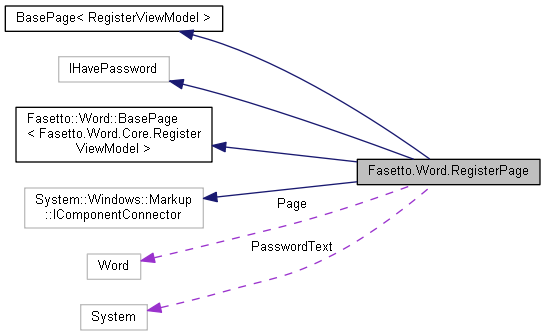 BasePage< RegisterViewModel >
IHavePassword
Fasetto::Word::BasePage
< Fasetto.Word.Core.Register
ViewModel >
Fasetto.Word.RegisterPage
System::Windows::Markup
::IComponentConnector
Page
PasswordText
Word
System